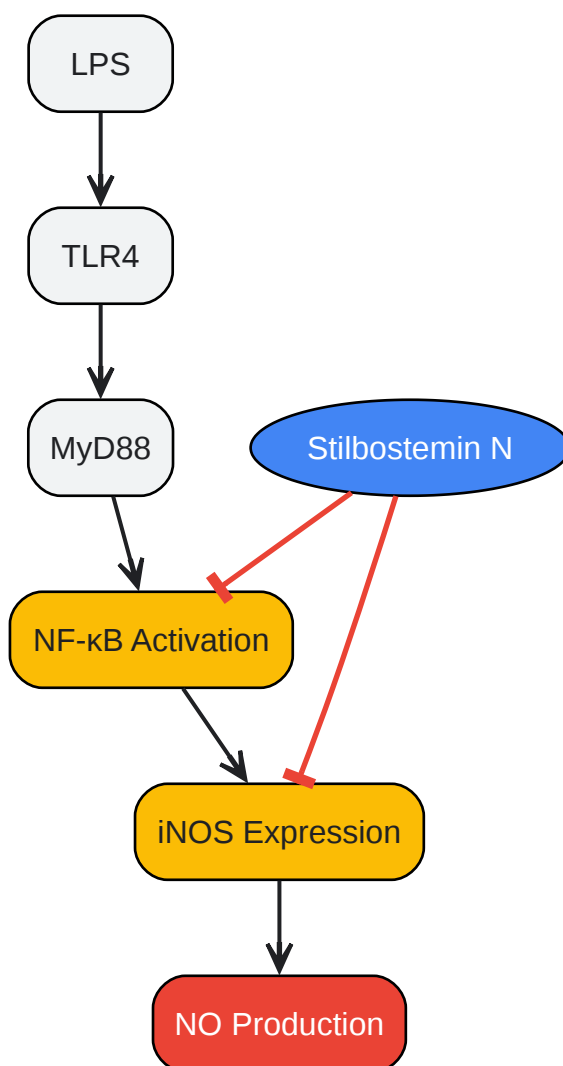 LPS
TLR4
MyD88
Stilbostemin N
NF-κB Activation
iNOS Expression
NO Production